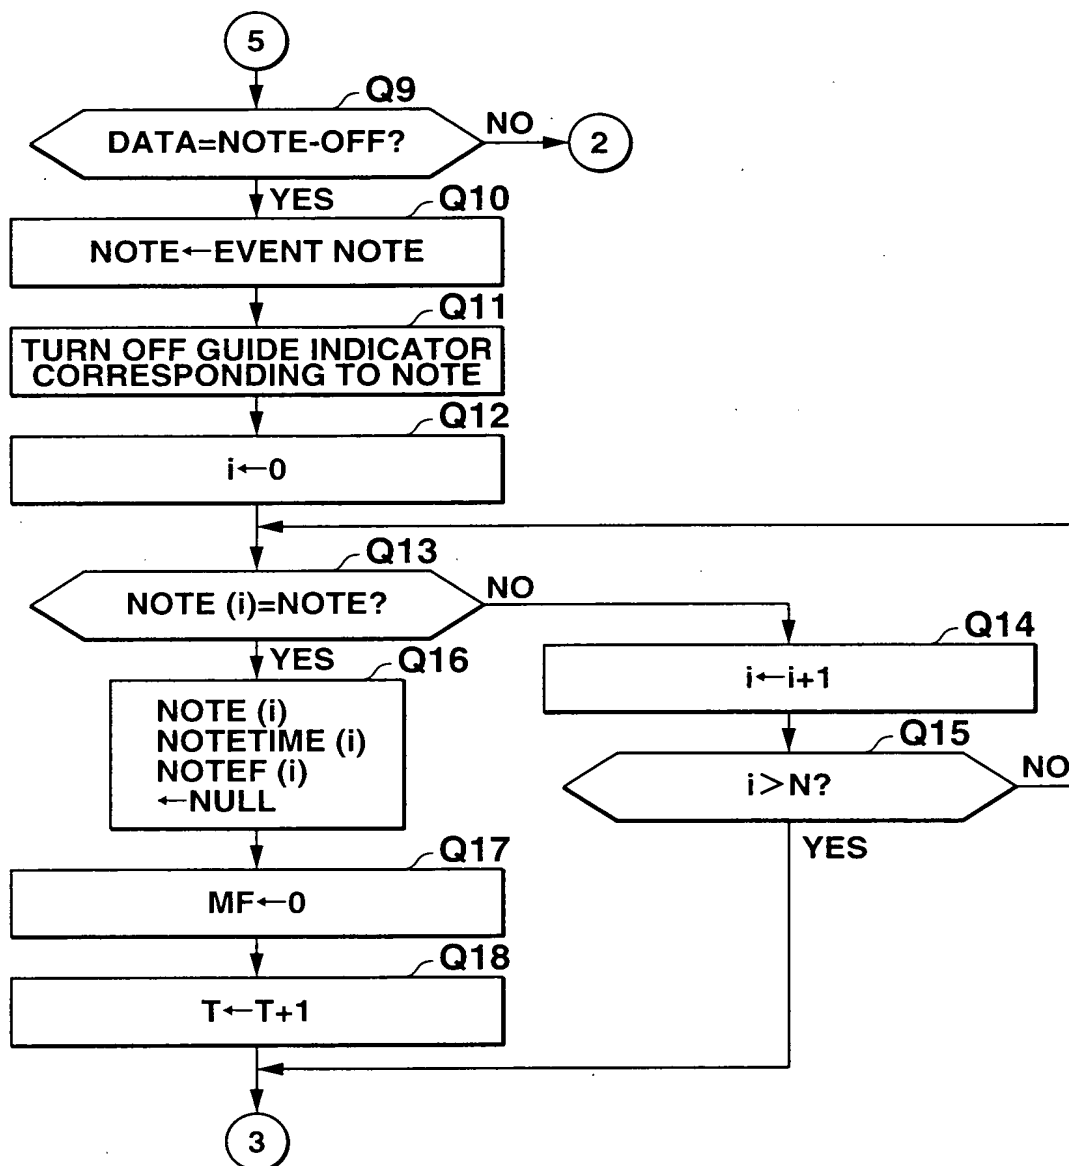 5
Q9
DATA=NOTE-OFF?
NO
2
YES
Q10
NOTE←EVENT NOTE
Q11
TURN OFF GUIDE INDICATOR
CORRESPONDING TO NOTE
Q12
i←0
Q13
NOTE (i)=NOTE?
NO
YES
Q14
i←i+1
Q15
i>N?
NO
YES
Q16
NOTE (i)
NOTETIME (i)
NOTEF (i)
←NULL
Q17
MF←0
Q18
T←T+1
3